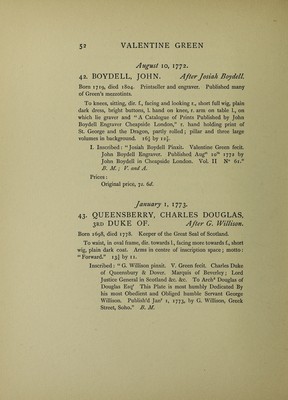 52 VALENTINE GREEN
August 10, 1772.
42. BOYDELL, JOHN. After Josiah Boydell.
Born 1719, died 1804. Printseller and engraver. Published many
of Green's mezzotints.
To knees, sitting, dir. f., facing and looking r., short full wig, plain
dark dress, bright buttons, l. hand on knee, r. arm on table l., on
which lie graver and "A Catalogue of Prints Published by John
Boydell Engraver Cheapside London," r. hand holding print of
St. George and the Dragon, partly rolled; pillar and three large
volumes in background. 16½ by 11¾.
I. Inscribed: "Josiah Boydell Pinxit. Valentine Green fecit.
John Boydell Engraver. Published Augst 10th 1772 by
John Boydell in Cheapside London. Vol. II No 61."
B. M.; V. and A.
Prices:
Original price, 7s. 6d.
January 1, 1773.
43. QUEENSBERRY, CHARLES DOUGLAS,
3RD DUKE OF. After G. Willison.
Born 1698, died 1778. Keeper of the Great Seal of Scotland.
To waist, in oval frame, dir. towards l., facing more towards f., short
wig, plain dark coat. Arms in centre of inscription space; motto:
"Forward." 13¾ by 11.
Inscribed: "G. Willison pinxit. V. Green fecit. Charles Duke
of Queensbury & Dover. Marquis of Beverley; Lord
Justice General in Scotland &c. &c. To Archd Douglas of
Douglas Esqr This Plate is most humbly Dedicated By
his most Obedient and Obliged humble Servant George
Willison. Publish'd Jany 1, 1773, by G. Willison, Greek
Street, Soho." B. M.